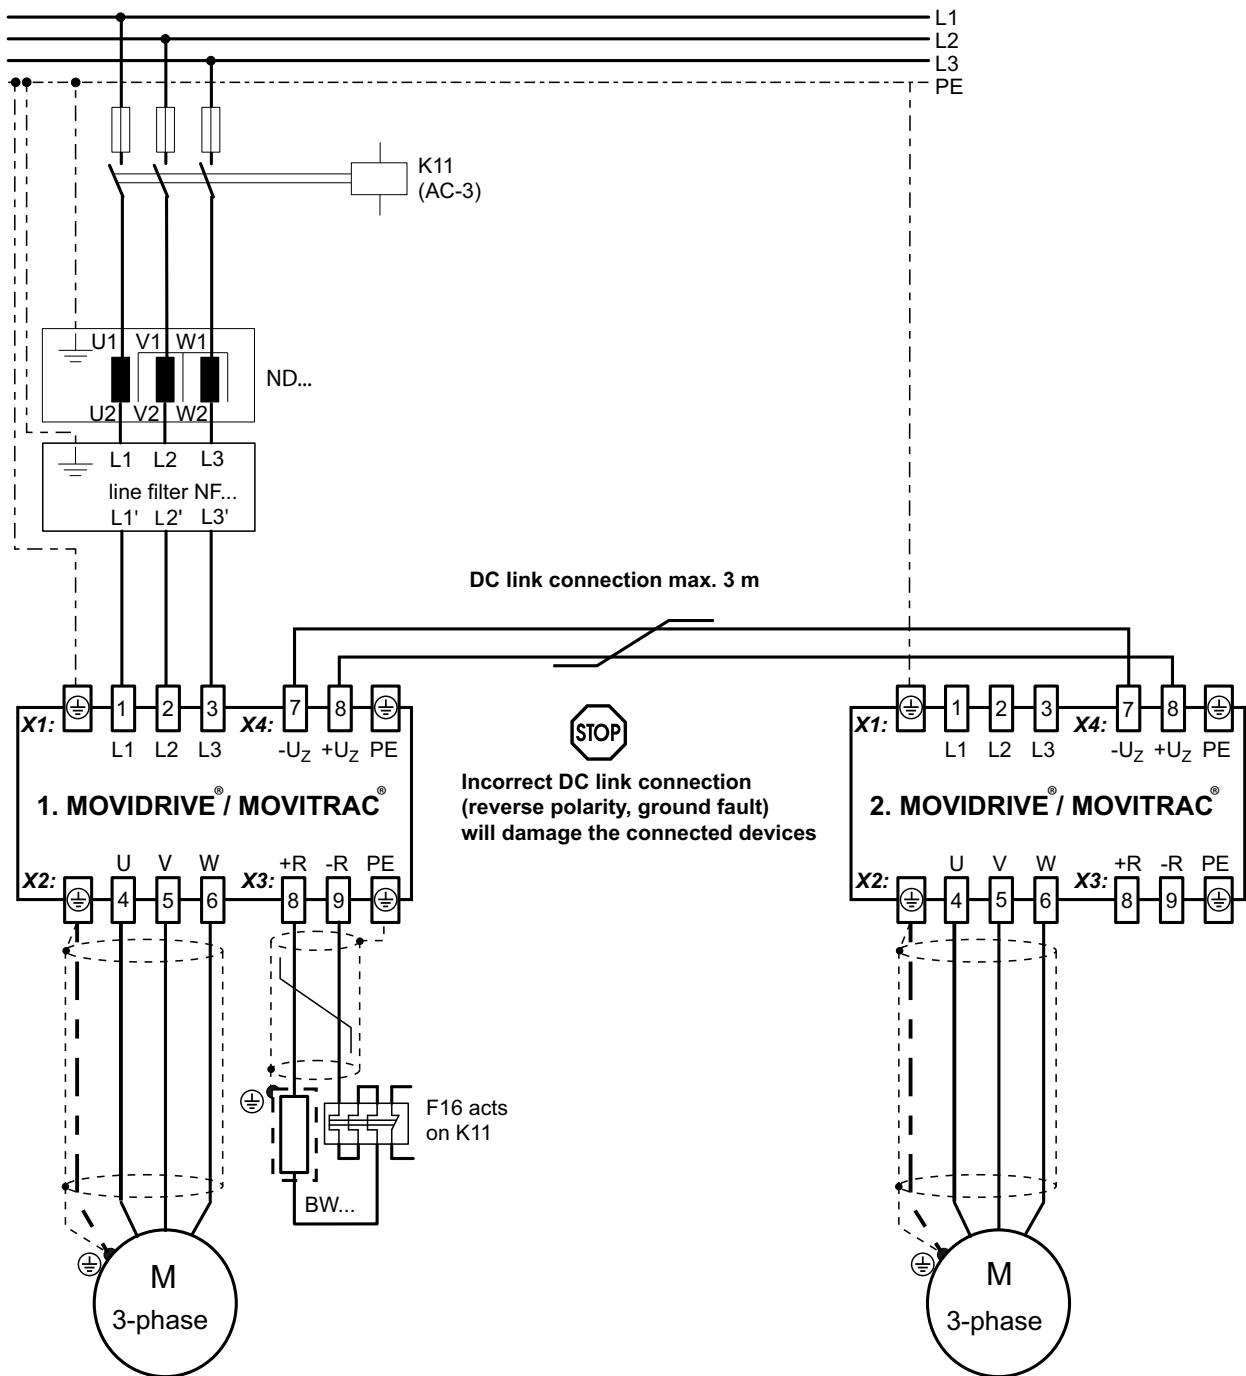 L1
L2
L3
PE
K11
(AC-3)
U1 V1 W1
ND...
U2 V2 W2
L1 L2 L3
line filter NF...
L1' L2' L3'
DC link connection max. 3 m
X1: 1 2 3 X4: 7 8
L1 L2 L3 -UZ +UZ PE
1. MOVIDRIVE®/ MOVITRAC®
U V W +R -R PE
X2: 4 5 6 X3: 8 9
STOP
Incorrect DC link connection
(reverse polarity, ground fault)
will damage the connected devices
X1: 1 2 3 X4: 7 8
L1 L2 L3 -UZ +UZ PE
2. MOVIDRIVE®/ MOVITRAC®
U V W +R -R PE
X2: 4 5 6 X3: 8 9
F16 acts
on K11
BW...
M
3-phase
M
3-phase